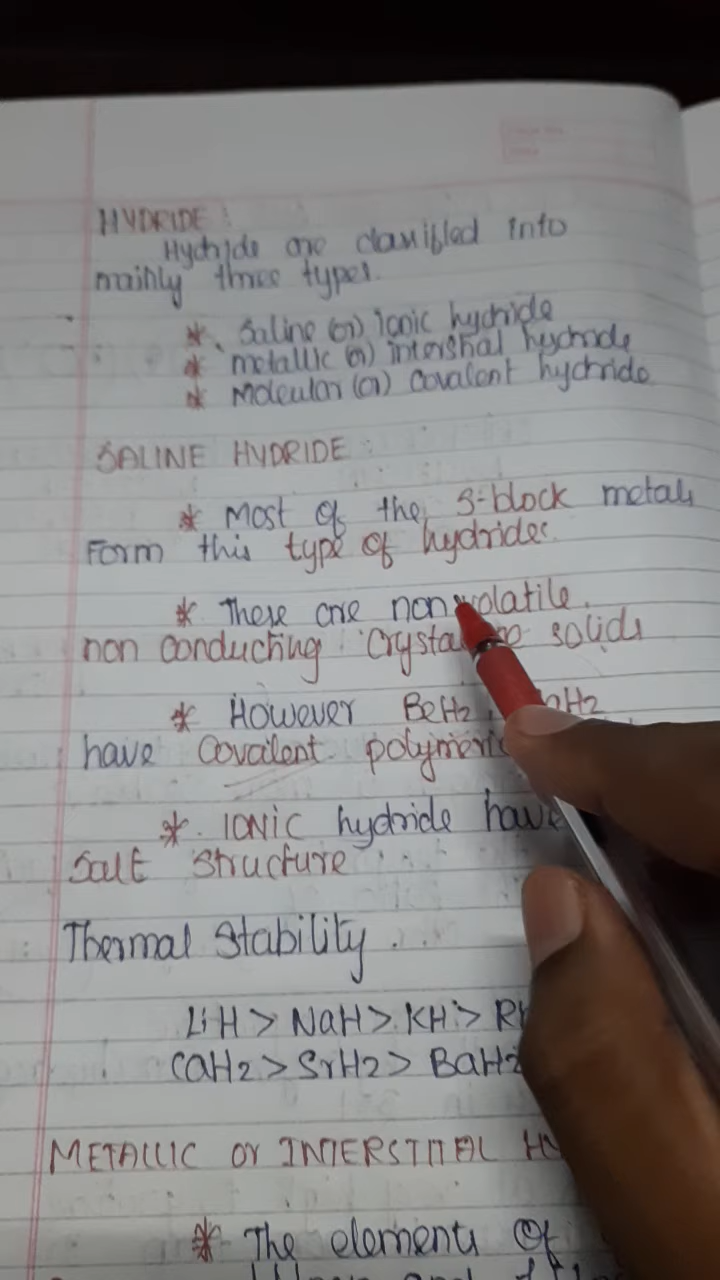 HYDRIDE :
Hydride are classified into
mainly three types.
* Saline (or) Ionic hydride
* metallic (or) interstial hydride
* Molecular (or) Covalent hydride
SALINE HYDRIDE :
* Most of the S-block metals
Form this type of hydrides.
* These are non volatile,
non conducting crystalline solids
* However BeH2,
have covalent polymeric
* IONIC hydride have
Salt structure
Thermal Stability
LiH > NaH > KH >
CaH2 > SrH2 > BaH2
METALLIC or INTERSTITIAL
* The elements of